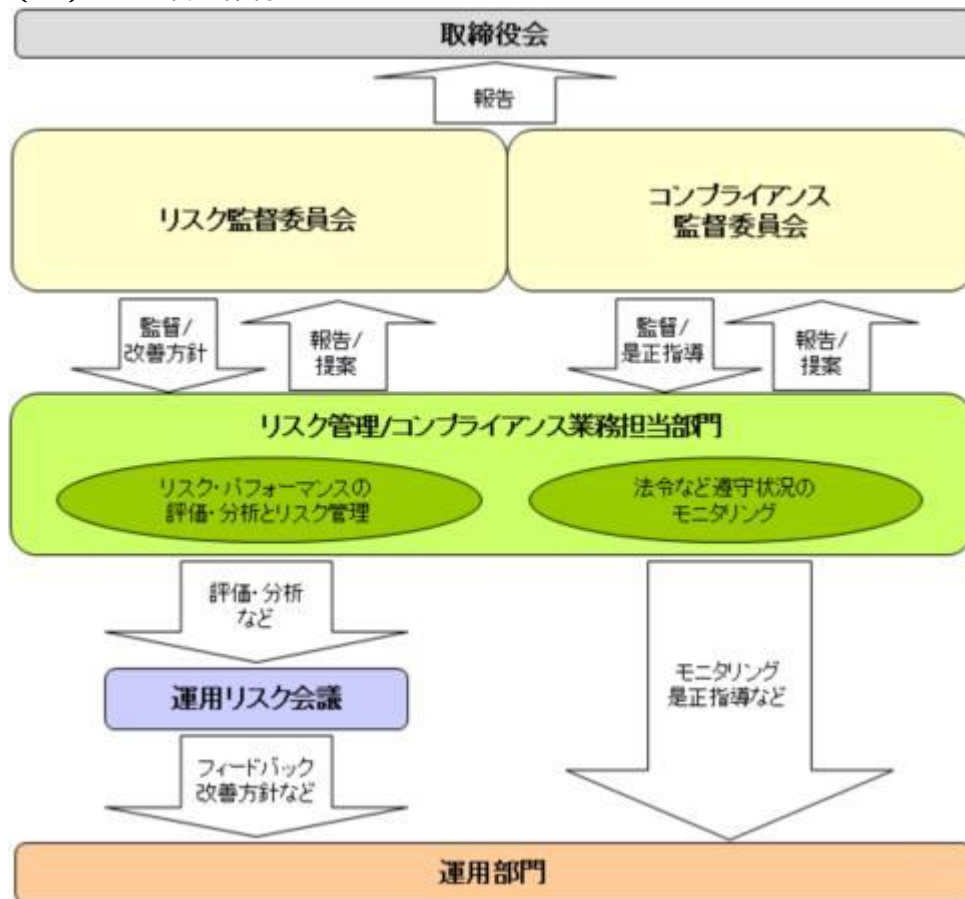 取締役会
報告
リスク監督委員会
コンプライアンス
監督委員会
監督/
改善方針
報告/
提案
監督/
是正指導
報告/
提案
リスク管理/コンプライアンス業務担当部門
リスク・パフォーマンスの
評価・分析とリスク管理
法令など遵守状況の
モニタリング
評価・分析
など
運用リスク会議
モニタリング
是正指導など
フィードバック
改善方針など
運用部門